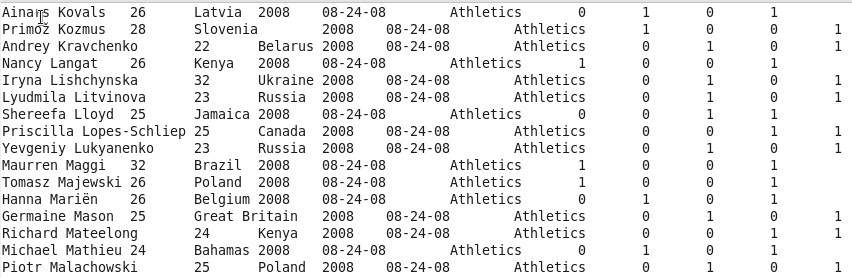 Ainars Kovals 26 Latvia 2008 08-24-08 Athletics 0 1 0 1
Primož Kozmus 28 Slovenia 2008 08-24-08 Athletics 1 0 0 1
Andrey Kravchenko 22 Belarus 2008 08-24-08 Athletics 0 1 0 1
Nancy Langat 26 Kenya 2008 08-24-08 Athletics 1 0 0 1
Iryna Lishchynska 32 Ukraine 2008 08-24-08 Athletics 0 1 0 1
Lyudmila Litvinova 23 Russia 2008 08-24-08 Athletics 0 1 0 1
Shereefa Lloyd 25 Jamaica 2008 08-24-08 Athletics 0 0 1 1
Priscilla Lopes-Schliep 25 Canada 2008 08-24-08 Athletics 0 0 1 1
Yevgeniy Lukyanenko 23 Russia 2008 08-24-08 Athletics 0 1 0 1
Maurren Maggi 32 Brazil 2008 08-24-08 Athletics 1 0 0 1
Tomasz Majewski 26 Poland 2008 08-24-08 Athletics 1 0 0 1
Hanna Mariën 26 Belgium 2008 08-24-08 Athletics 0 1 0 1
Germaine Mason 25 Great Britain 2008 08-24-08 Athletics 0 1 0 1
Richard Mateelong 24 Kenya 2008 08-24-08 Athletics 0 0 1 1
Michael Mathieu 24 Bahamas 2008 08-24-08 Athletics 0 1 0 1
Piotr Malachowski 25 Poland 2008 08-24-08 Athletics 0 1 0 1